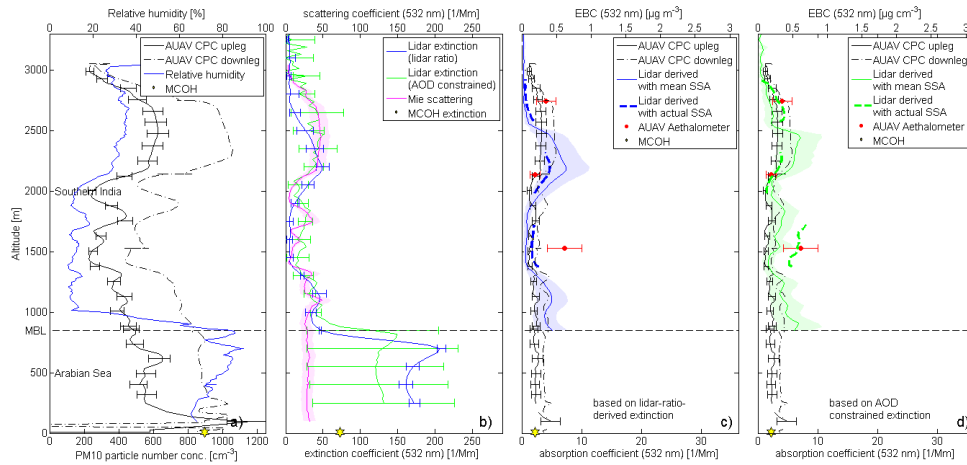 Relative humidity [%]
0 20 40 60 80
AUAV CPC upleg
AUAV CPC downleg
Relative humidity
MCOH
Altitude [m]
3000
2500
2000
1500
1000
MBL
500
0
Southern India
Arabian Sea
a)
0 200 400 600 800 1000 1200
PM10 particle number conc. [cm⁻³]
scattering coefficient (532 nm) [1/Mm]
0 50 100 150 200 250
Lidar extinction
(lidar ratio)
Lidar extinction
(AOD constrained)
Mie scattering
MCOH extinction
b)
0 50 100 150 200 250
extinction coefficient (532 nm) [1/Mm]
EBC (532 nm) [µg m⁻³]
0 0.5 1 1.5 2 2.5 3
AUAV CPC upleg
AUAV CPC downleg
Lidar derived
with mean SSA
Lidar derived
with actual SSA
AUAV Aethalometer
MCOH
based on lidar-ratio-
derived extinction
c)
0 10 20 30
absorption coefficient (532 nm) [1/Mm]
EBC (532 nm) [µg cm⁻³]
0 0.5 1 1.5 2 2.5 3
AUAV CPC upleg
AUAV CPC downleg
Lidar derived
with mean SSA
Lidar derived
with actual SSA
AUAV Aethalometer
MCOH
based on AOD
constrained extinction
d)
0 10 20 30
absorption coefficient (532 nm) [1/Mm]